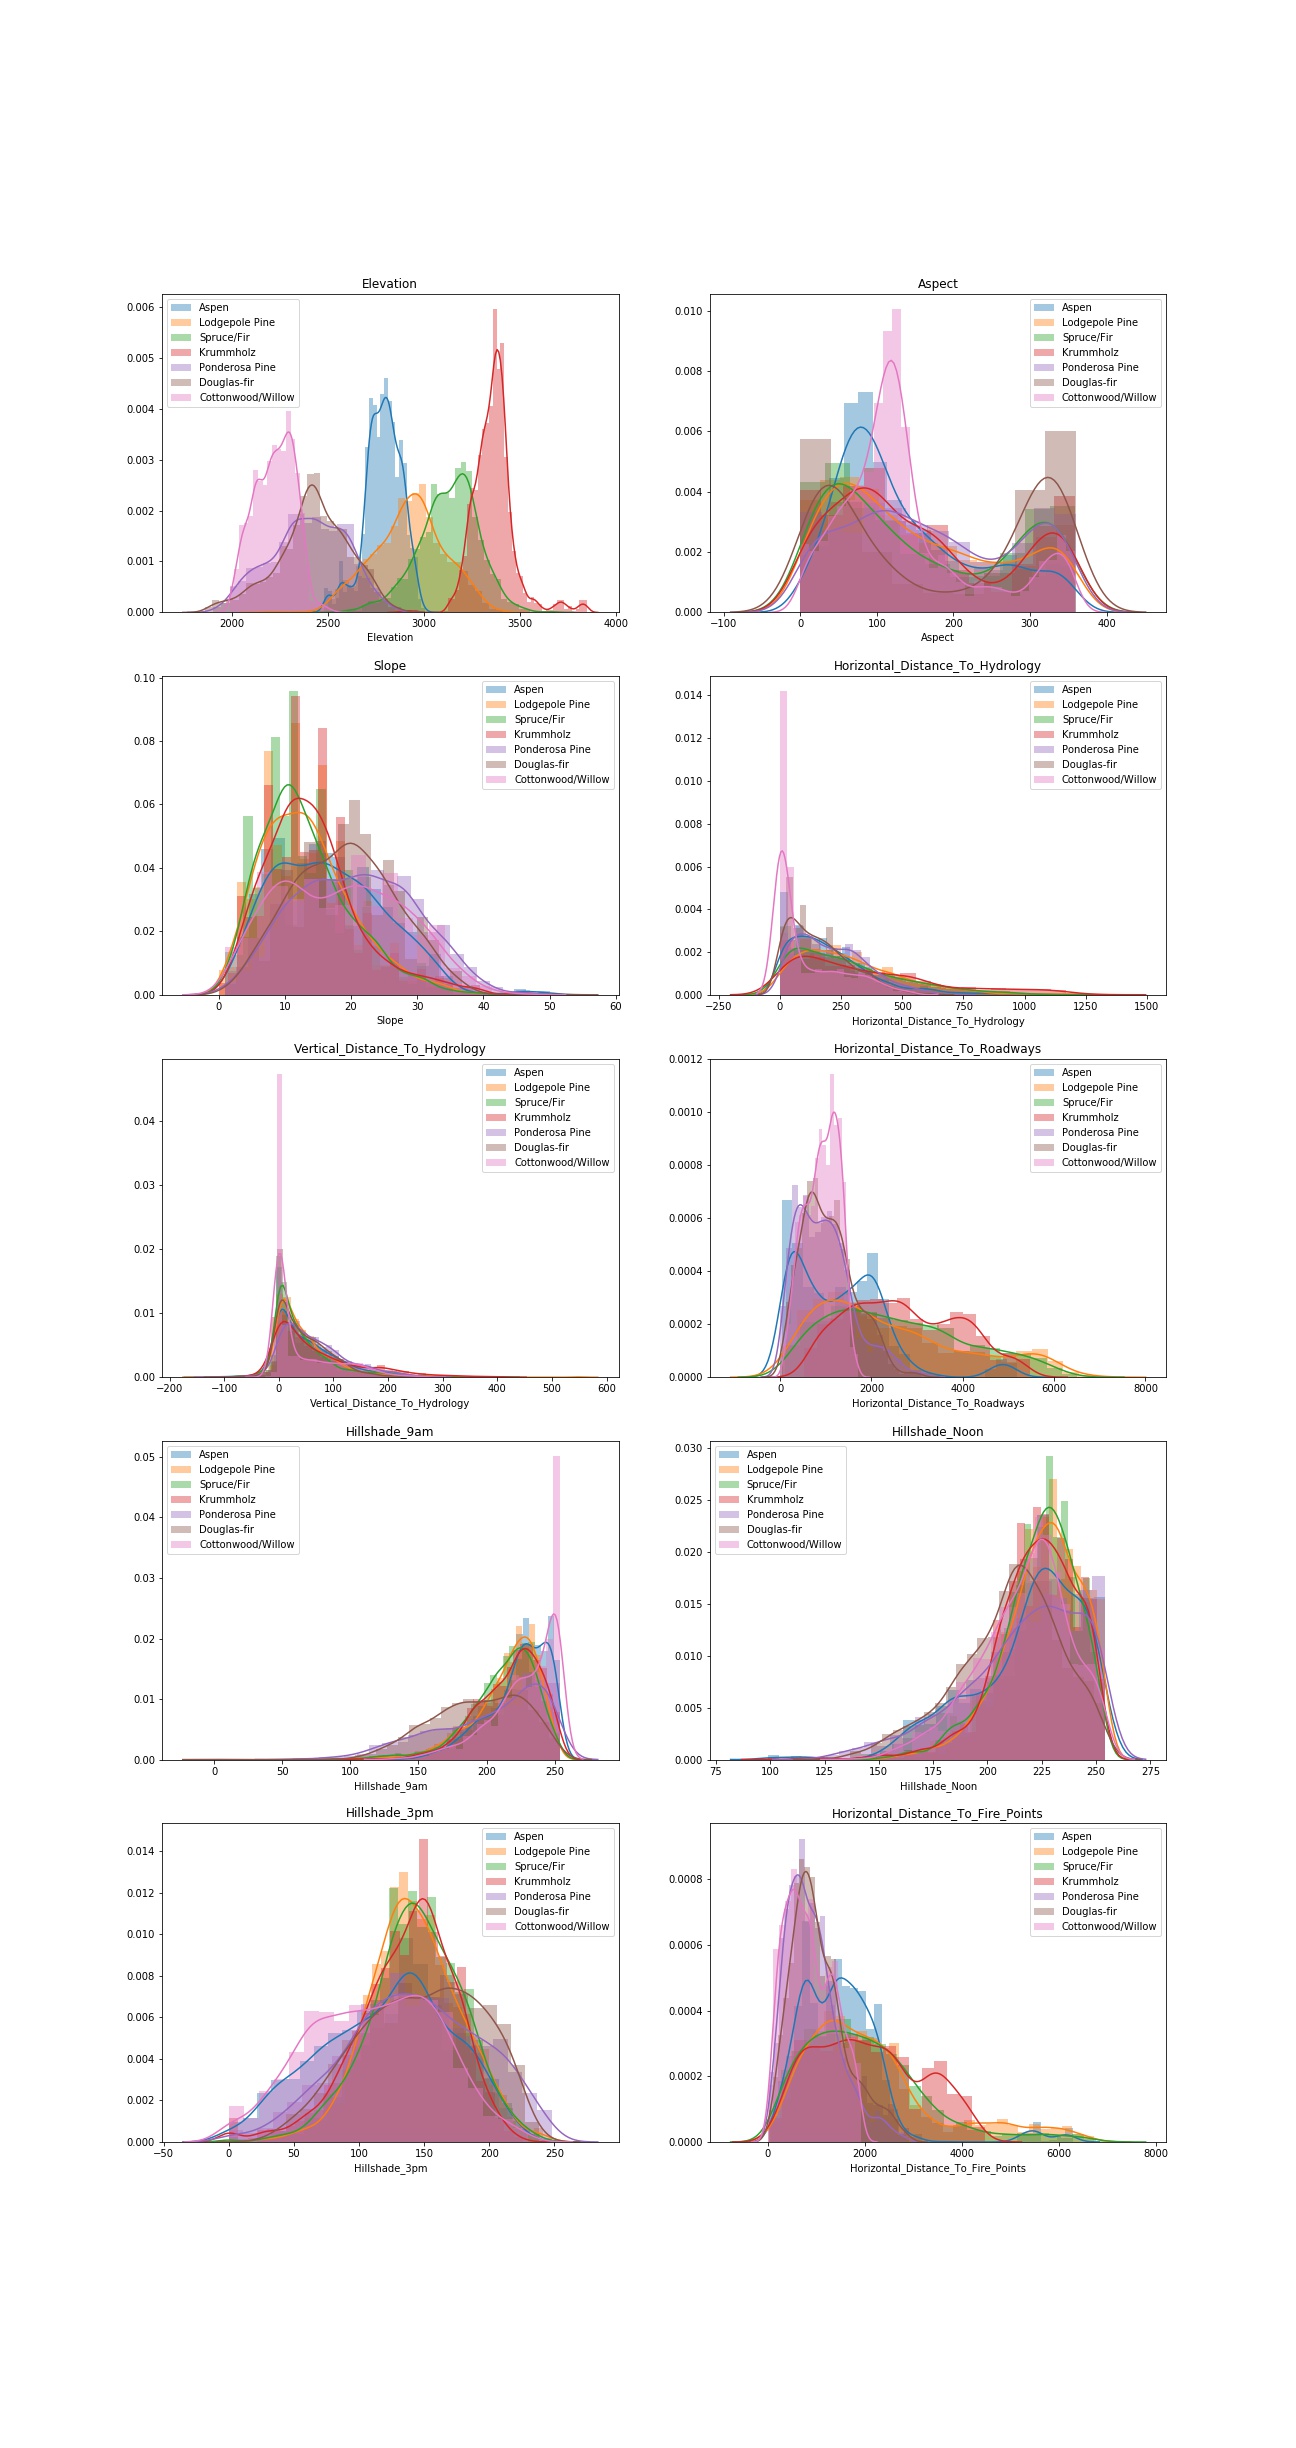 Elevation
0.006
0.005
0.004
0.003
0.002
0.001
0.000
Aspen
Lodgepole Pine
Spruce/Fir
Krummholz
Ponderosa Pine
Douglas-fir
Cottonwood/Willow
2000 2500 3000 3500 4000
Elevation
Aspect
0.010
0.008
0.006
0.004
0.002
0.000
Aspen
Lodgepole Pine
Spruce/Fir
Krummholz
Ponderosa Pine
Douglas-fir
Cottonwood/Willow
−100 0 100 200 300 400
Aspect
Slope
0.10
0.08
0.06
0.04
0.02
0.00
Aspen
Lodgepole Pine
Spruce/Fir
Krummholz
Ponderosa Pine
Douglas-fir
Cottonwood/Willow
0 10 20 30 40 50 60
Slope
Horizontal_Distance_To_Hydrology
0.014
0.012
0.010
0.008
0.006
0.004
0.002
0.000
Aspen
Lodgepole Pine
Spruce/Fir
Krummholz
Ponderosa Pine
Douglas-fir
Cottonwood/Willow
−250 0 250 500 750 1000 1250 1500
Horizontal_Distance_To_Hydrology
Vertical_Distance_To_Hydrology
0.04
0.03
0.02
0.01
0.00
Aspen
Lodgepole Pine
Spruce/Fir
Krummholz
Ponderosa Pine
Douglas-fir
Cottonwood/Willow
−200 −100 0 100 200 300 400 500 600
Vertical_Distance_To_Hydrology
Horizontal_Distance_To_Roadways
0.0012
0.0010
0.0008
0.0006
0.0004
0.0002
0.0000
Aspen
Lodgepole Pine
Spruce/Fir
Krummholz
Ponderosa Pine
Douglas-fir
Cottonwood/Willow
0 2000 4000 6000 8000
Horizontal_Distance_To_Roadways
Hillshade_9am
0.05
0.04
0.03
0.02
0.01
0.00
Aspen
Lodgepole Pine
Spruce/Fir
Krummholz
Ponderosa Pine
Douglas-fir
Cottonwood/Willow
0 50 100 150 200 250
Hillshade_9am
Hillshade_Noon
0.030
0.025
0.020
0.015
0.010
0.005
0.000
Aspen
Lodgepole Pine
Spruce/Fir
Krummholz
Ponderosa Pine
Douglas-fir
Cottonwood/Willow
75 100 125 150 175 200 225 250 275
Hillshade_Noon
Hillshade_3pm
0.014
0.012
0.010
0.008
0.006
0.004
0.002
0.000
Aspen
Lodgepole Pine
Spruce/Fir
Krummholz
Ponderosa Pine
Douglas-fir
Cottonwood/Willow
−50 0 50 100 150 200 250
Hillshade_3pm
Horizontal_Distance_To_Fire_Points
0.0008
0.0006
0.0004
0.0002
0.0000
Aspen
Lodgepole Pine
Spruce/Fir
Krummholz
Ponderosa Pine
Douglas-fir
Cottonwood/Willow
0 2000 4000 6000 8000
Horizontal_Distance_To_Fire_Points